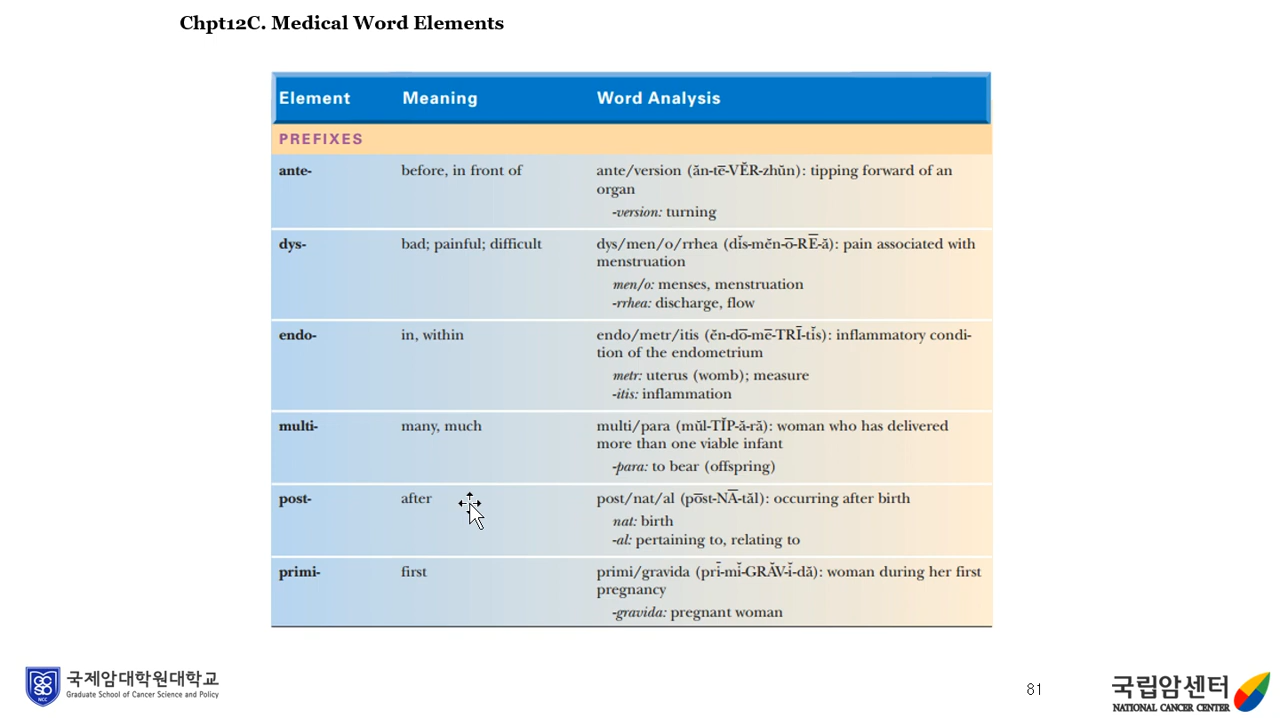 Chpt12C. Medical Word Elements
Element Meaning Word Analysis
PREFIXES
ante- before, in front of ante/version (ăn-tē-VĔR-zhŭn): tipping forward of an
organ
-version: turning
dys- bad; painful; difficult dys/men/o/rrhea (dĭs-mĕn-ō-RĒ-ă): pain associated with
menstruation
men/o: menses, menstruation
-rrhea: discharge, flow
endo- in, within endo/metr/itis (ĕn-dō-mē-TRĪ-tĭs): inflammatory condi-
tion of the endometrium
metr: uterus (womb); measure
-itis: inflammation
multi- many, much multi/para (mŭl-TĬP-ă-ră): woman who has delivered
more than one viable infant
-para: to bear (offspring)
post- after post/nat/al (pōst-NĀ-tăl): occurring after birth
nat: birth
-al: pertaining to, relating to
primi- first primi/gravida (prī-mĭ-GRĂV-ĭ-dă): woman during her first
pregnancy
-gravida: pregnant woman
NCC
국제암대학원대학교
Graduate School of Cancer Science and Policy
81
국립암센터
NATIONAL CANCER CENTER